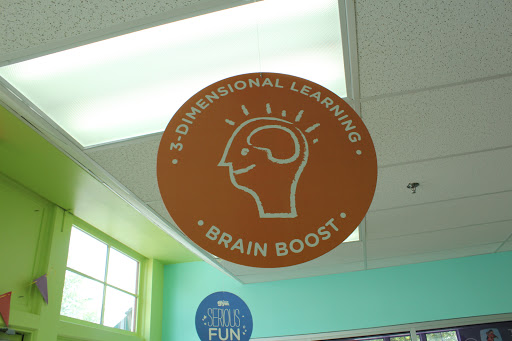 • 3-DIMENSIONAL LEARNING •
• BRAIN BOOST •
SERIOUS
FUN